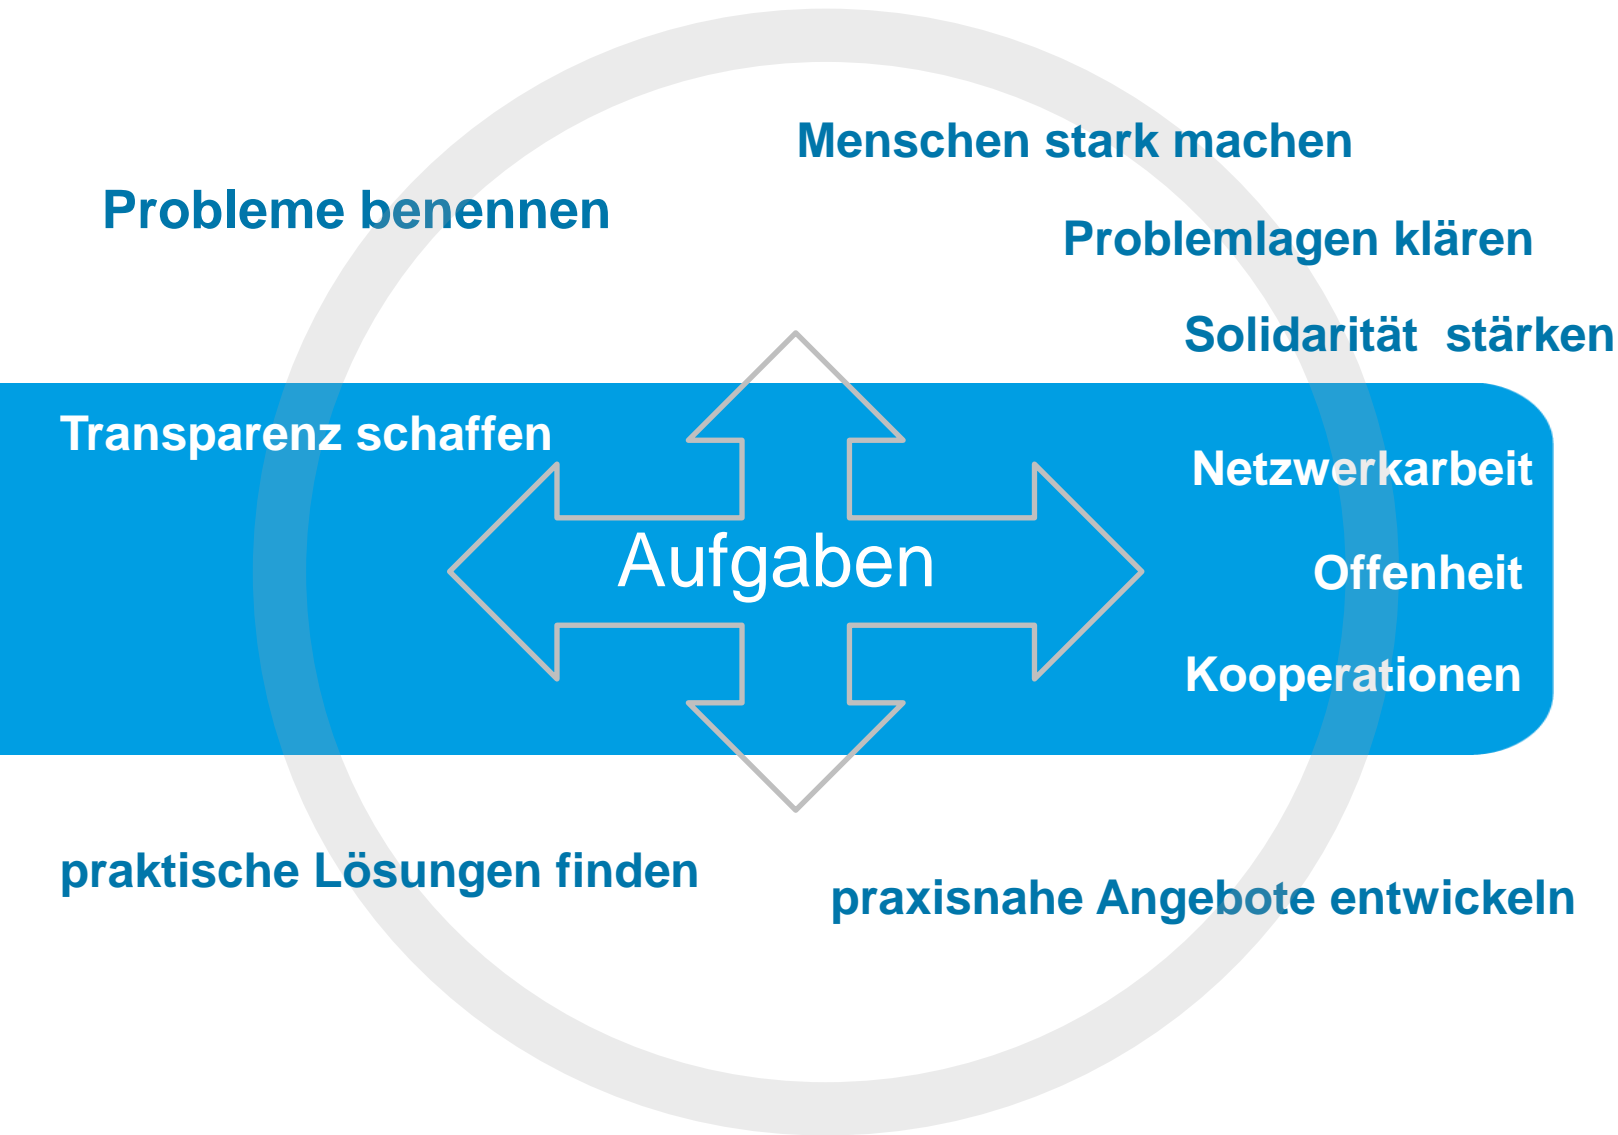 Menschen stark machen
Probleme benennen
Problemlagen klären
Solidarität stärken
Transparenz schaffen
Netzwerkarbeit
Aufgaben
Offenheit
Kooperationen
praktische Lösungen finden
praxisnahe Angebote entwickeln